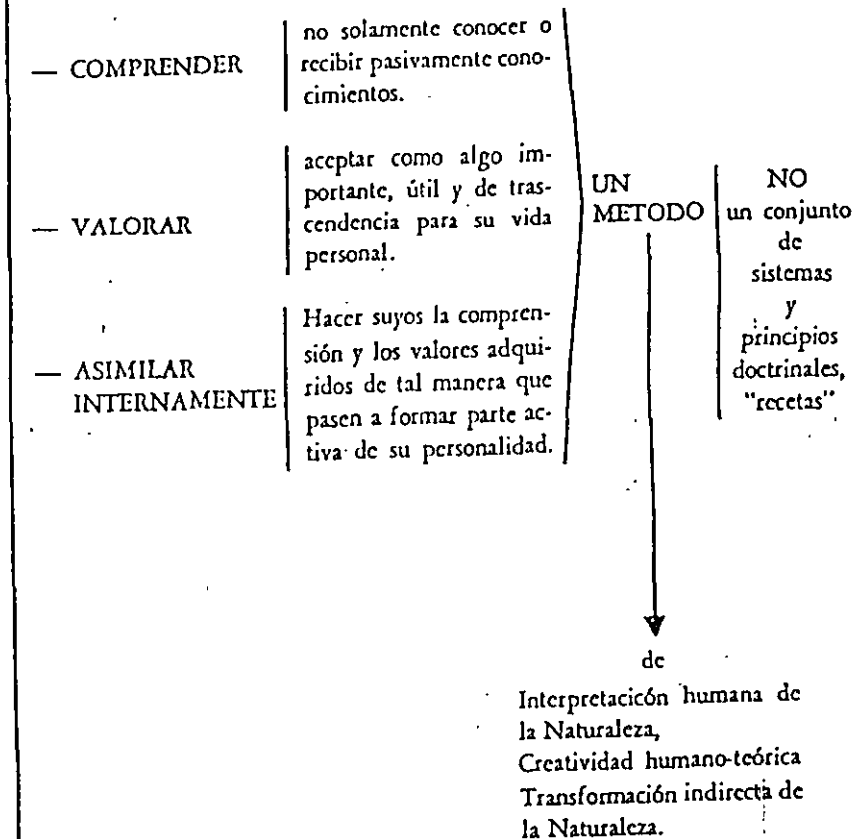 — COMPRENDER
no solamente conocer o
recibir pasivamente cono-
cimientos.
— VALORAR
aceptar como algo im-
portante, útil y de tras-
cendencia para su vida
personal.
— ASIMILAR
INTERNAMENTE
Hacer suyos la compren-
sión y los valores adqui-
ridos de tal manera que
pasen a formar parte ac-
tiva de su personalidad.
UN
METODO
NO
un conjunto
de
sistemas
y
principios
doctrinales,
"recetas"
de
Interpretacicón humana de
la Naturaleza,
Creatividad humano-teórica
Transformación indirecta de
la Naturaleza.